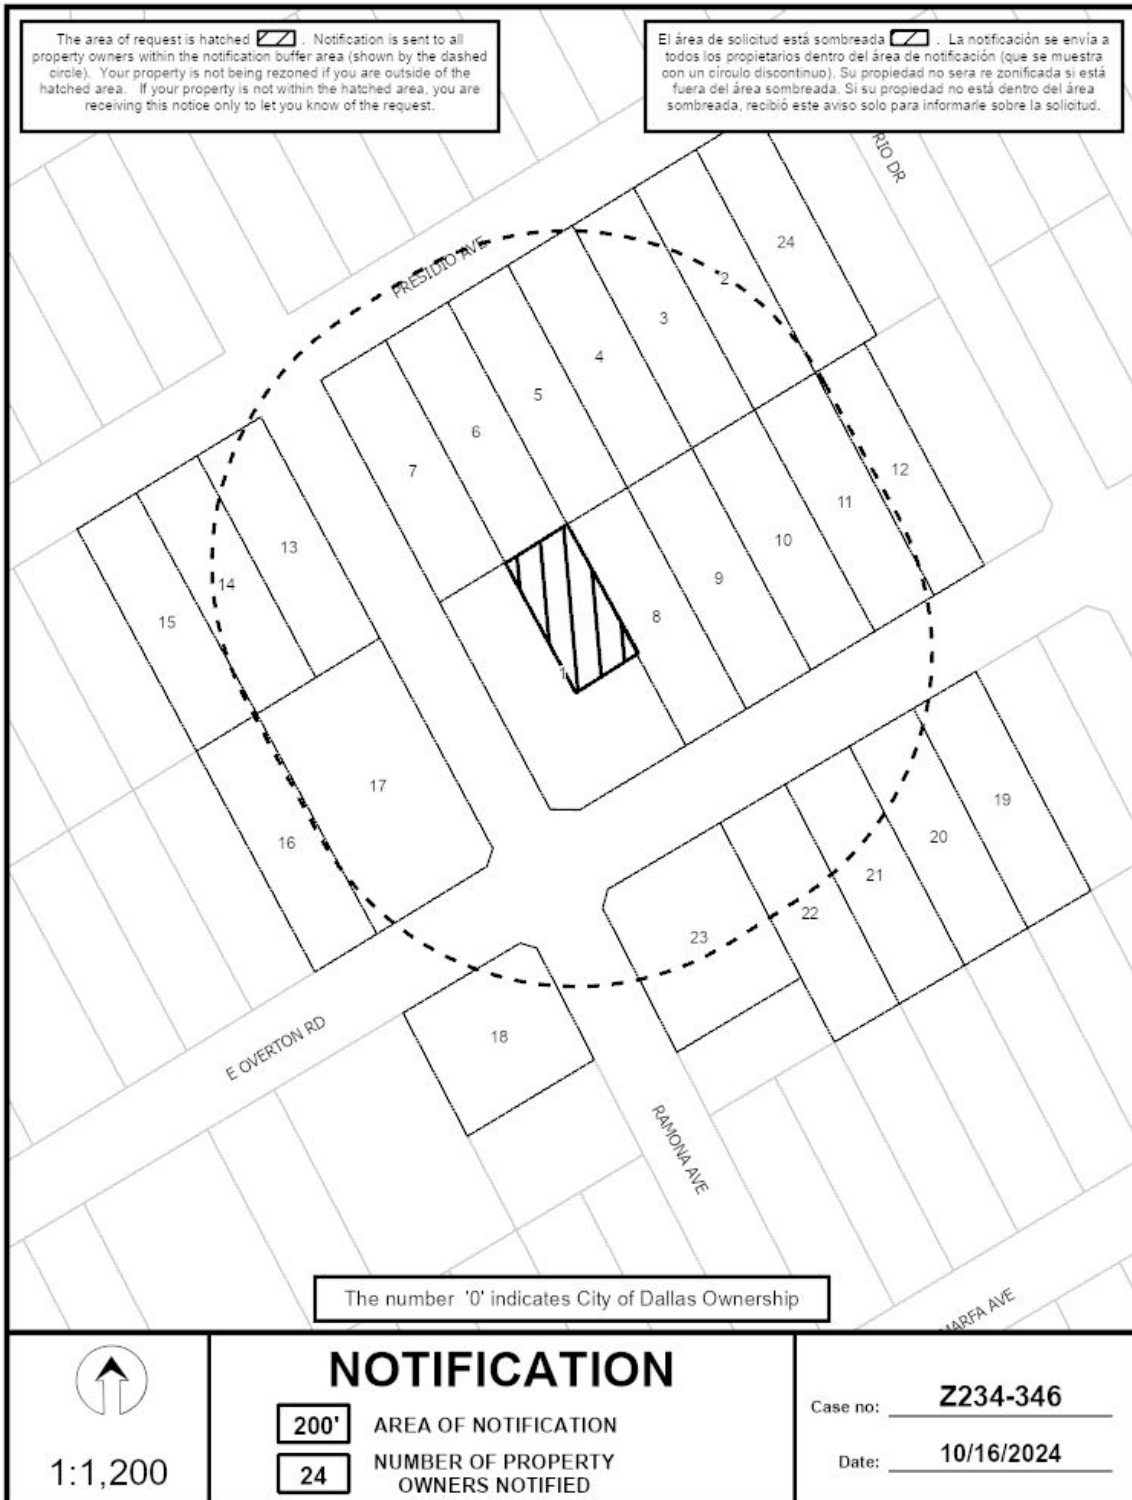 The area of request is hatched . Notification is sent to all
property owners within the notification buffer area (shown by the dashed
circle). Your property is not being rezoned if you are outside of the
hatched area. If your property is not within the hatched area, you are
receiving this notice only to let you know of the request.
El área de solicitud está sombreada . La notificación se envía a
todos los propietarios dentro del área de notificación (que se muestra
con un círculo discontinuo). Su propiedad no sera re zonificada si está
fuera del área sombreada. Si su propiedad no está dentro del área
sombreada, recibió este aviso solo para informarle sobre la solicitud.
RIO DR
PRESIDIO AVE
24
2
3
4
5
6
7
12
11
10
9
8
13
14
15
1
17
16
19
20
21
22
23
18
E OVERTON RD
RAMONA AVE
MARFA AVE
The number '0' indicates City of Dallas Ownership
1:1,200
NOTIFICATION
200' AREA OF NOTIFICATION
24 NUMBER OF PROPERTY
OWNERS NOTIFIED
Case no: Z234-346
Date: 10/16/2024